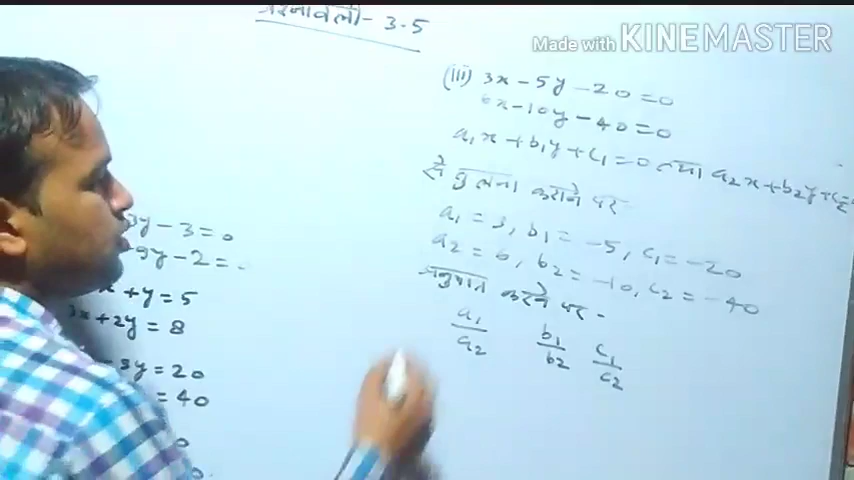 प्रश्नावली - 3.5
Made with KINEMASTER
(iii) 3x - 5y - 20 = 0
6x - 10y - 40 = 0
a₁x + b₁y + c₁ = 0 तथा a₂x + b₂y + c₂ =
से तुलना कराने पर
a₁ = 3, b₁ = -5, c₁ = -20
a₂ = 6, b₂ = -10, c₂ = -40
अनुपात करने पर -
a₁/a₂ b₁/b₂ c₁/c₂
3y - 3 = 0
9y - 2 =
x + y = 5
3x + 2y = 8
y = 20
= 40
0
0